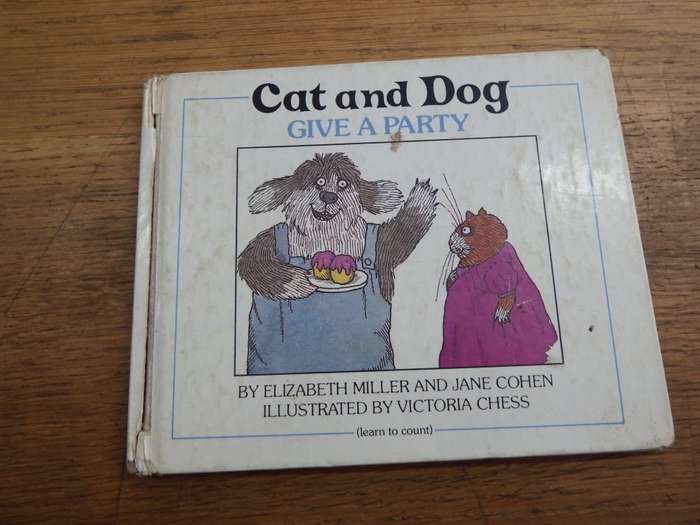 Cat and Dog
GIVE A PARTY
BY ELIZABETH MILLER AND JANE COHEN
ILLUSTRATED BY VICTORIA CHESS
(learn to count)